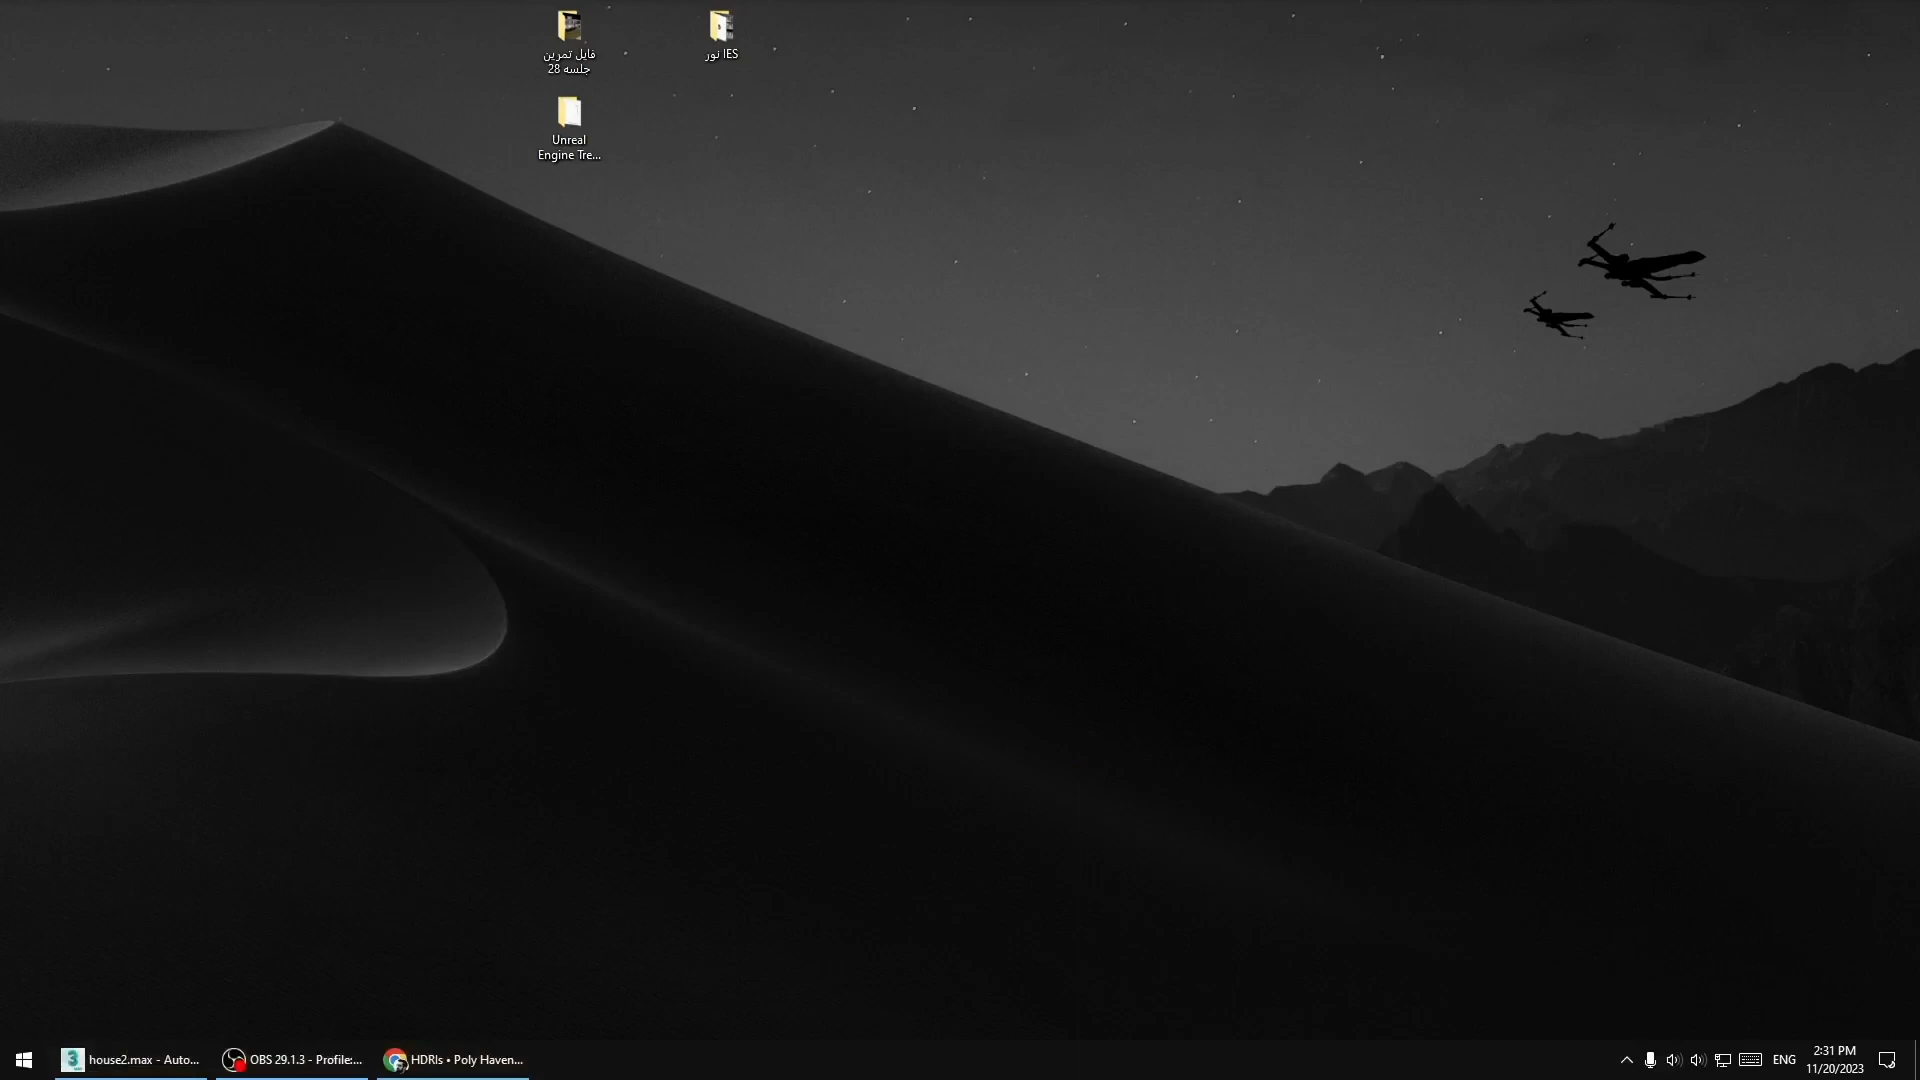 فایل تمرین
جلسه 28
نور IES
Unreal
Engine Tre...
house2.max - Auto...
OBS 29.1.3 - Profile:...
HDRIs • Poly Haven...
ENG
2:31 PM
11/20/2023